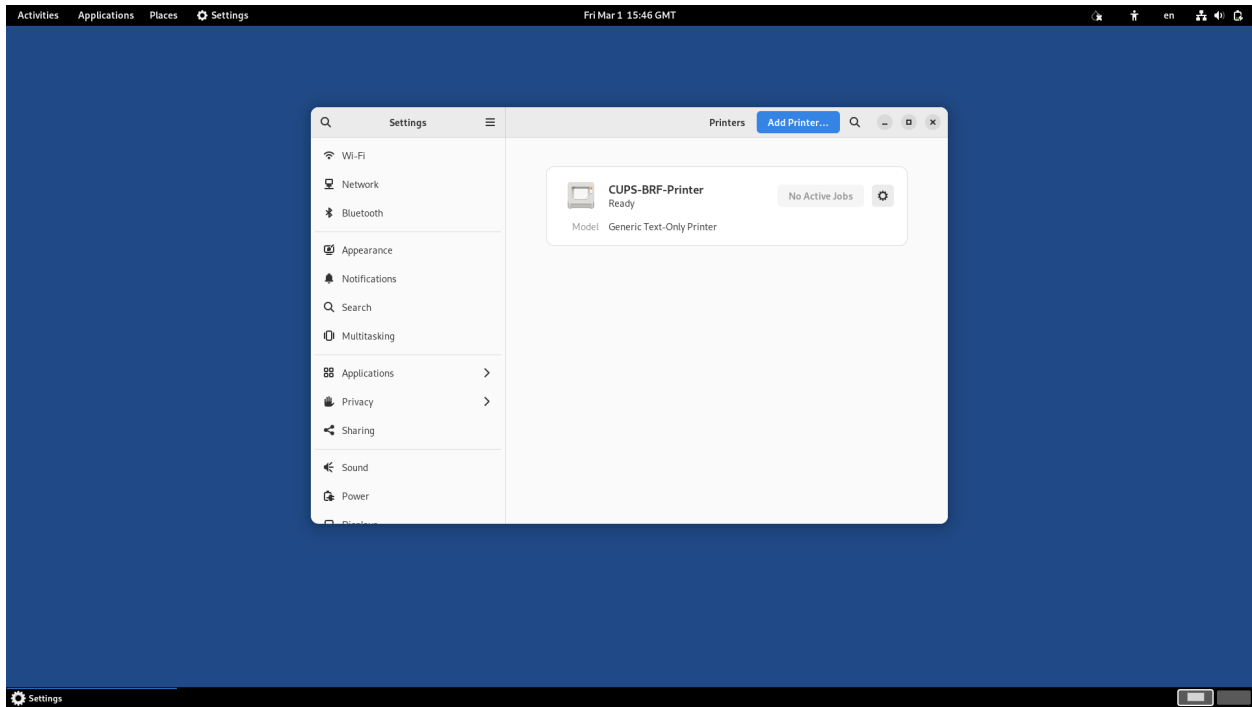 Activities Applications Places Settings Fri Mar 1 15:46 GMT en
Settings Printers Add Printer...
Wi-Fi
Network
Bluetooth
Appearance
Notifications
Search
Multitasking
Applications
Privacy
Sharing
Sound
Power
Displays
CUPS-BRF-Printer
Ready
No Active Jobs
Model Generic Text-Only Printer
Settings